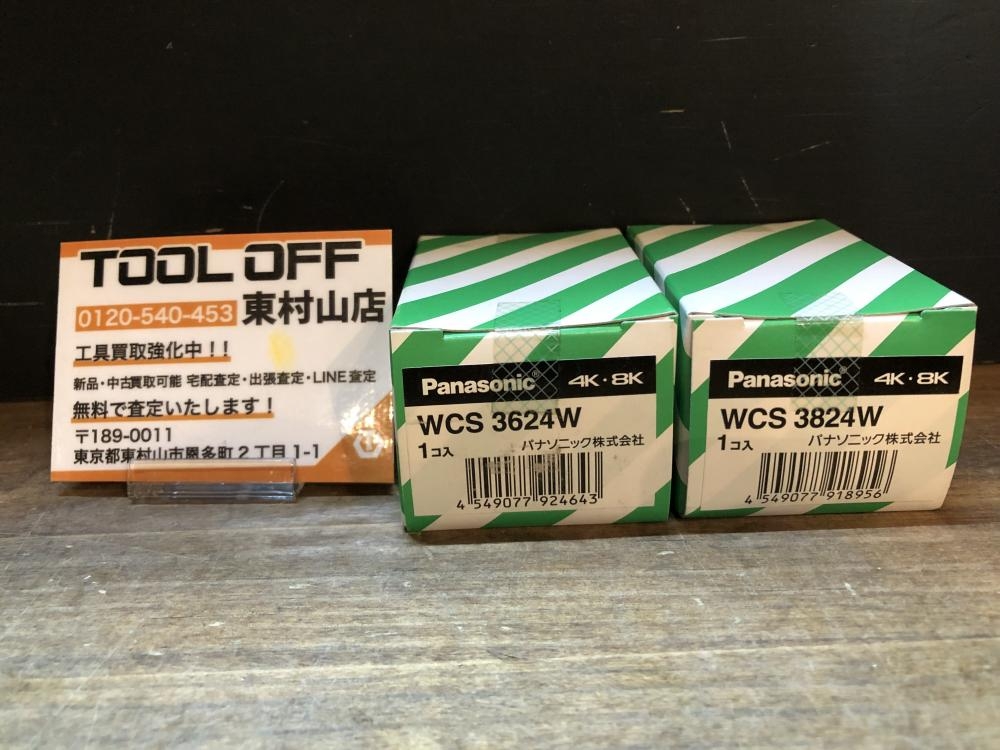 TOOL OFF
0120-540-453 東村山店
工具買取強化中！！
新品・中古買取可能 宅配査定・出張査定・LINE査定
無料で査定いたします！
〒189-0011
東京都東村山市恩多町2丁目1-1
Panasonic® 4K・8K
WCS 3624W
1コ入 パナソニック株式会社
4 549077 924643
Panasonic® 4K・8K
WCS 3824W
1コ入 パナソニック株式会社
4 549077 918956